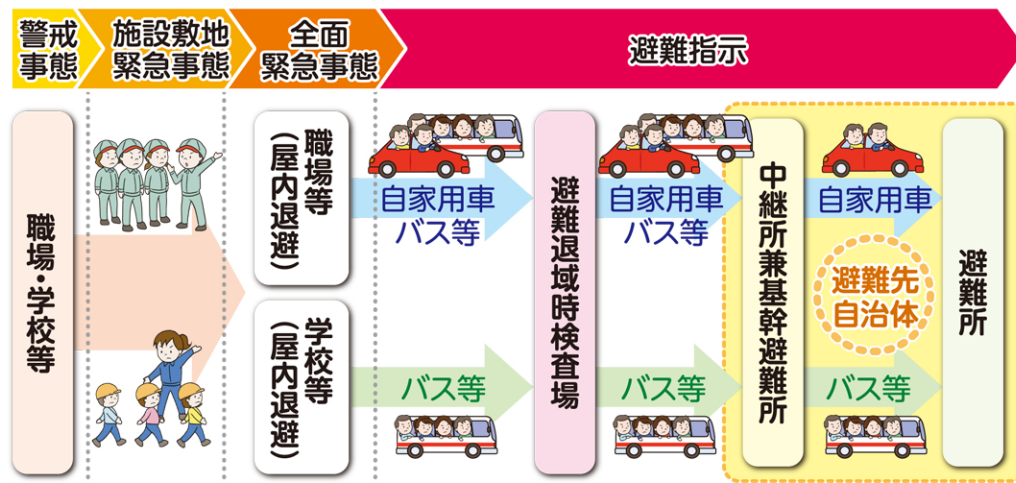 警戒
事態
施設敷地
緊急事態
全面
緊急事態
避難指示
職場・学校等
職場等
（屋内退避）
学校等
（屋内退避）
自家用車
バス等
バス等
避難退域時検査場
自家用車
バス等
バス等
中継所兼基幹避難所
自家用車
避難先
自治体
バス等
避難所